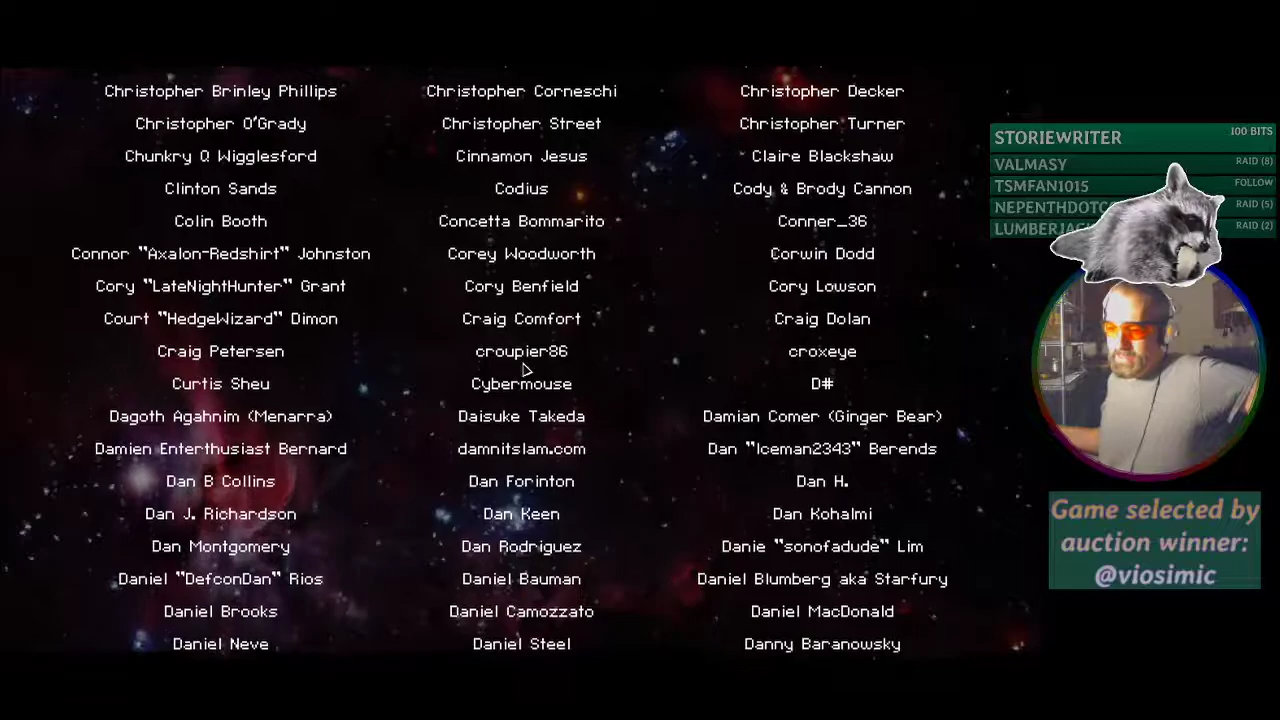 Christopher Brinley Phillips Christopher Corneschi Christopher Decker
Christopher O'Grady Christopher Street Christopher Turner
Chunkry Q Wigglesford Cinnamon Jesus Claire Blackshaw
Clinton Sands Codius Cody & Brody Cannon
Colin Booth Concetta Bommarito Conner_36
Connor "Axalon-Redshirt" Johnston Corey Woodworth Corwin Dodd
Cory "LateNightHunter" Grant Cory Benfield Cory Lowson
Court "HedgeWizard" Dimon Craig Comfort Craig Dolan
Craig Petersen croupier86 croxeye
Curtis Sheu Cybermouse D#
Dagoth Agahnim (Menarra) Daisuke Takeda Damian Comer (Ginger Bear)
Damien Enterthusiast Bernard damnitslam.com Dan "Iceman2343" Berends
Dan B Collins Dan Forinton Dan H.
Dan J. Richardson Dan Keen Dan Kohalmi
Dan Montgomery Dan Rodriguez Danie "sonofadude" Lim
Daniel "DefconDan" Rios Daniel Bauman Daniel Blumberg aka Starfury
Daniel Brooks Daniel Camozzato Daniel MacDonald
Daniel Neve Daniel Steel Danny Baranowsky
STORIEWRITER 100 BITS
VALMASY RAID (8)
TSMFAN1015 FOLLOW
RAID (5)
RAID (2)
Game selected by
auction winner:
@viosimic